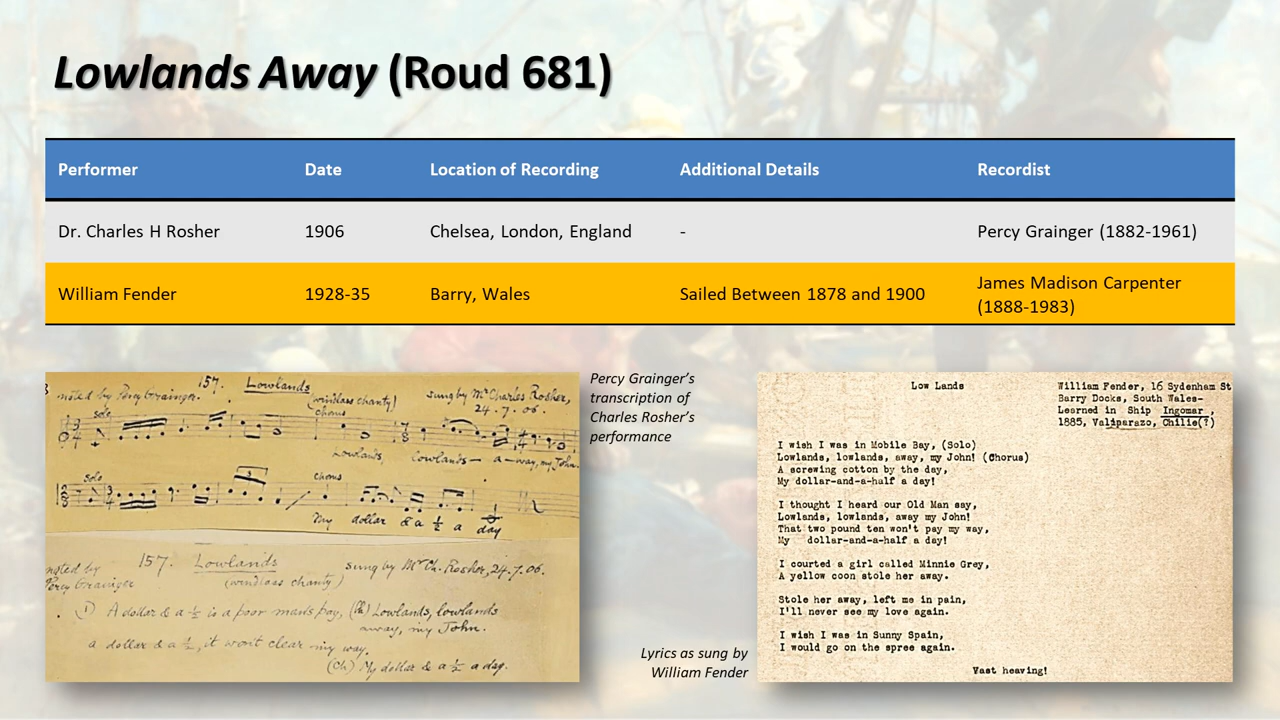 Lowlands Away (Roud 681)
Performer Date Location of Recording Additional Details Recordist
Dr. Charles H Rosher 1906 Chelsea, London, England - Percy Grainger (1882-1961)
William Fender 1928-35 Barry, Wales Sailed Between 1878 and 1900 James Madison Carpenter
(1888-1983)
157. Lowlands
noted by Percy Grainger.
(windlass chanty)
sung by Mr Charles Rosher,
24.7.06.
solo chorus
Lowlands, lowlands— a-way, my John.
solo chorus
My dollar & a ½ a day
noted by
Percy Grainger
157. Lowlands sung by Mr Ch. Rosher, 24.7.06.
(windlass chanty)
(1) A dollar & a ½ is a poor man's pay, (Ch) Lowlands, lowlands
away, my John.
a dollar & a ½, it won't clear my way.
(Ch) My dollar & a ½ a day.
Percy Grainger's
transcription of
Charles Rosher's
performance
Lyrics as sung by
William Fender
Low Lands
William Fender, 16 Sydenham St
Barry Docks, South Wales-
Learned in Ship Ingomar,
1885, Valiparazo, Chilie(?)
I wish I was in Mobile Bay, (Solo)
Lowlands, lowlands, away, my John! (Chorus)
A screwing cotton by the day,
My dollar-and-a-half a day!
I thought I heard our Old Man say,
Lowlands, lowlands, away my John!
That two pound ten won't pay my way,
My dollar-and-a-half a day!
I courted a girl called Minnie Grey,
A yellow coon stole her away.
Stole her away, left me in pain,
I'll never see my love again.
I wish I was in Sunny Spain,
I would go on the spree again.
Vast heaving!